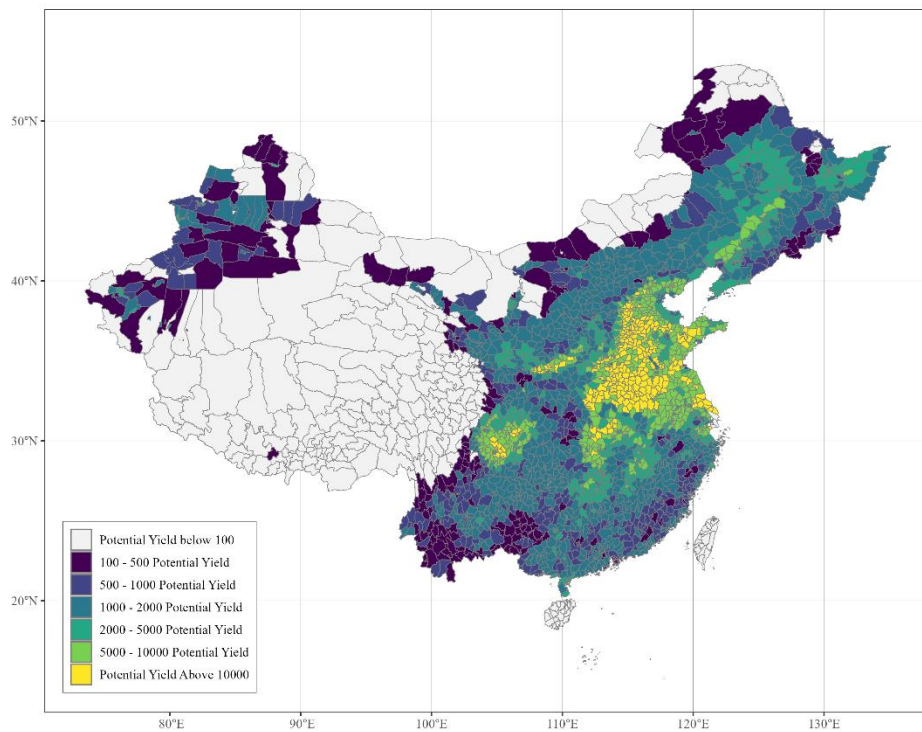 50°N
40°N
30°N
20°N
Potential Yield below 100
100 - 500 Potential Yield
500 - 1000 Potential Yield
1000 - 2000 Potential Yield
2000 - 5000 Potential Yield
5000 - 10000 Potential Yield
Potential Yield Above 10000
80°E 90°E 100°E 110°E 120°E 130°E